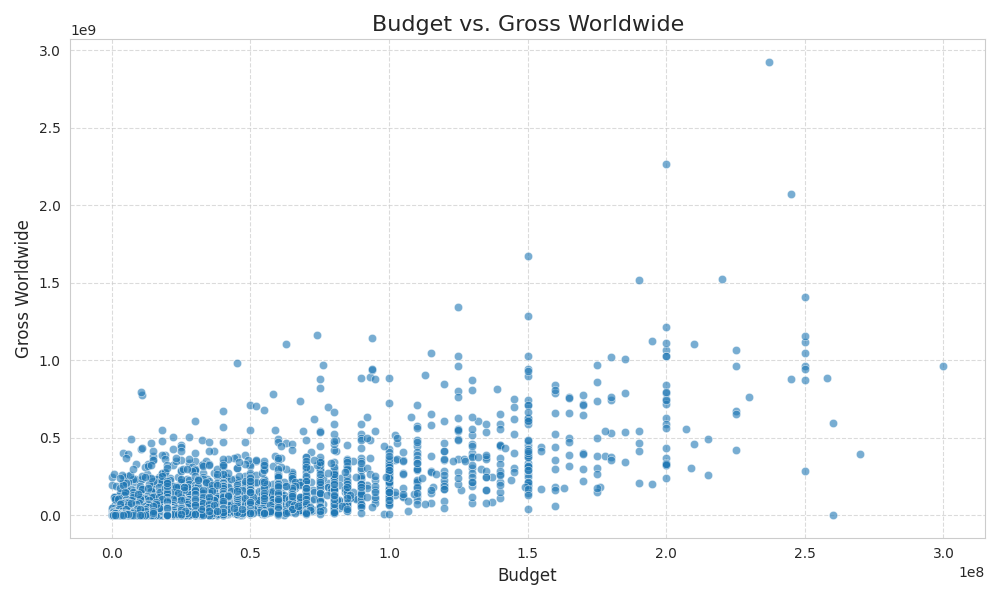 Budget vs. Gross Worldwide
1e9
3.0
2.5
2.0
1.5
1.0
0.5
0.0
Gross Worldwide
0.0 0.5 1.0 1.5 2.0 2.5 3.0
1e8
Budget